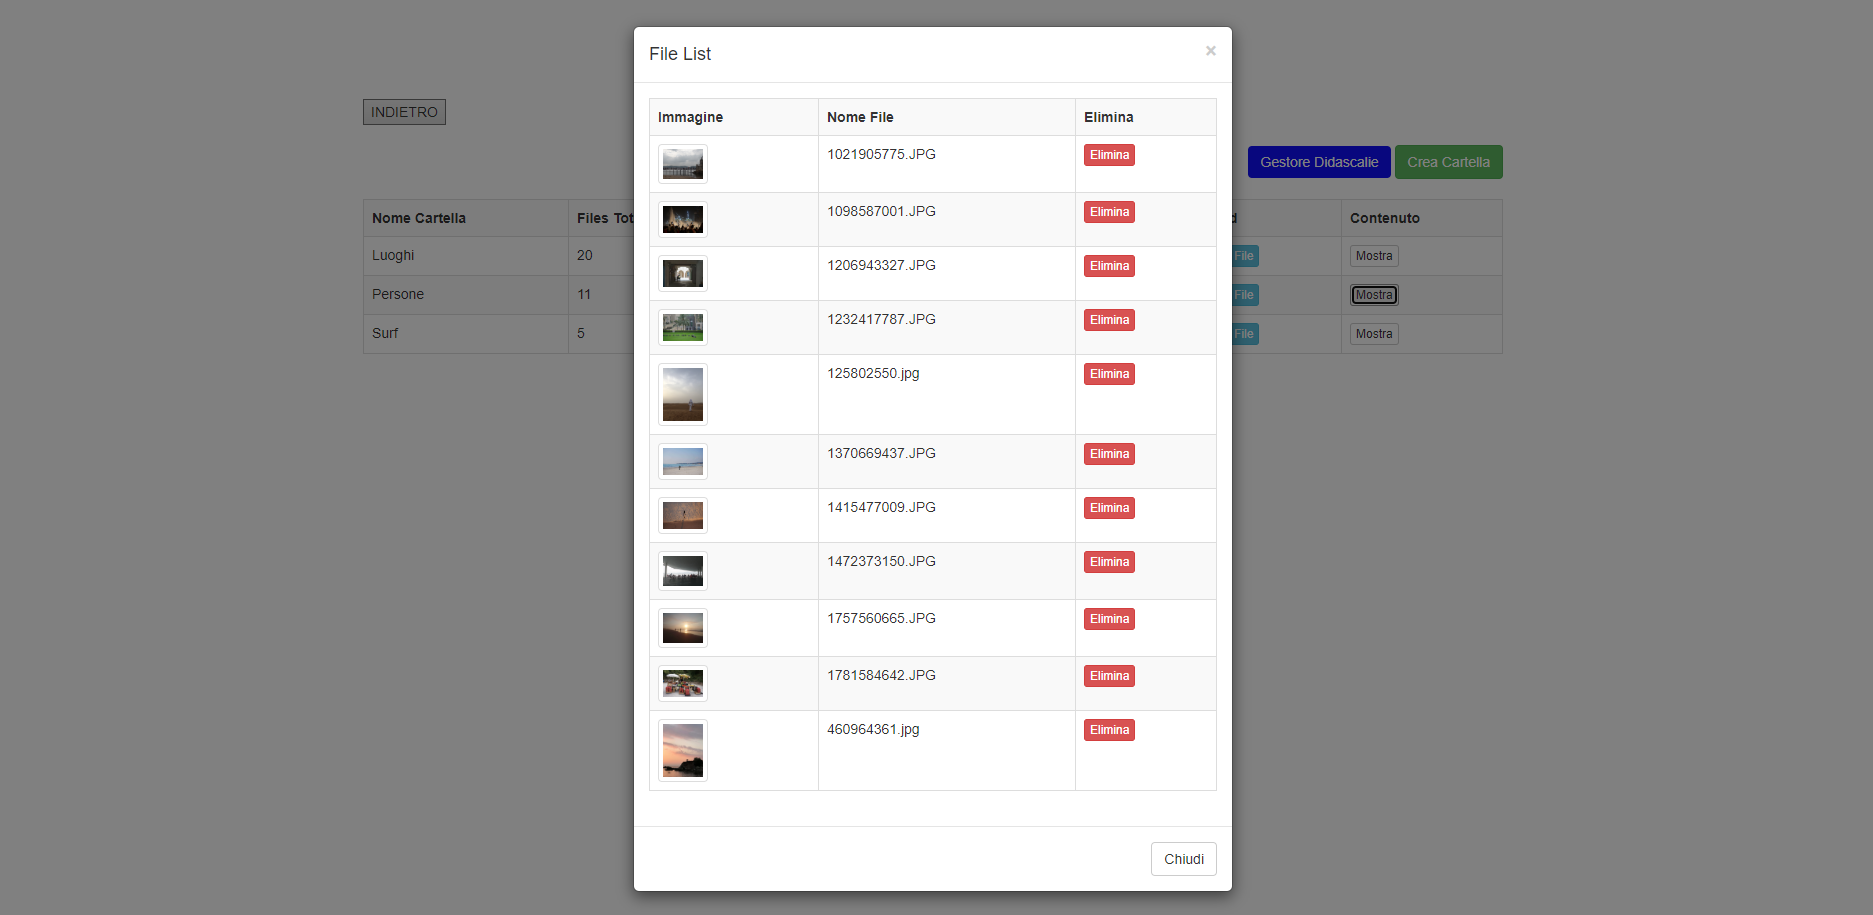 File List
×
INDIETRO
Immagine Nome File Elimina
1021905775.JPG Elimina
Gestore Didascalie Crea Cartella
1098587001.JPG Elimina
Nome Cartella Files Tot Contenuto
Luoghi 20 File Mostra
1206943327.JPG Elimina
Persone 11 File Mostra
1232417787.JPG Elimina
Surf 5 File Mostra
125802550.jpg Elimina
1370669437.JPG Elimina
1415477009.JPG Elimina
1472373150.JPG Elimina
1757560665.JPG Elimina
1781584642.JPG Elimina
460964361.jpg Elimina
Chiudi